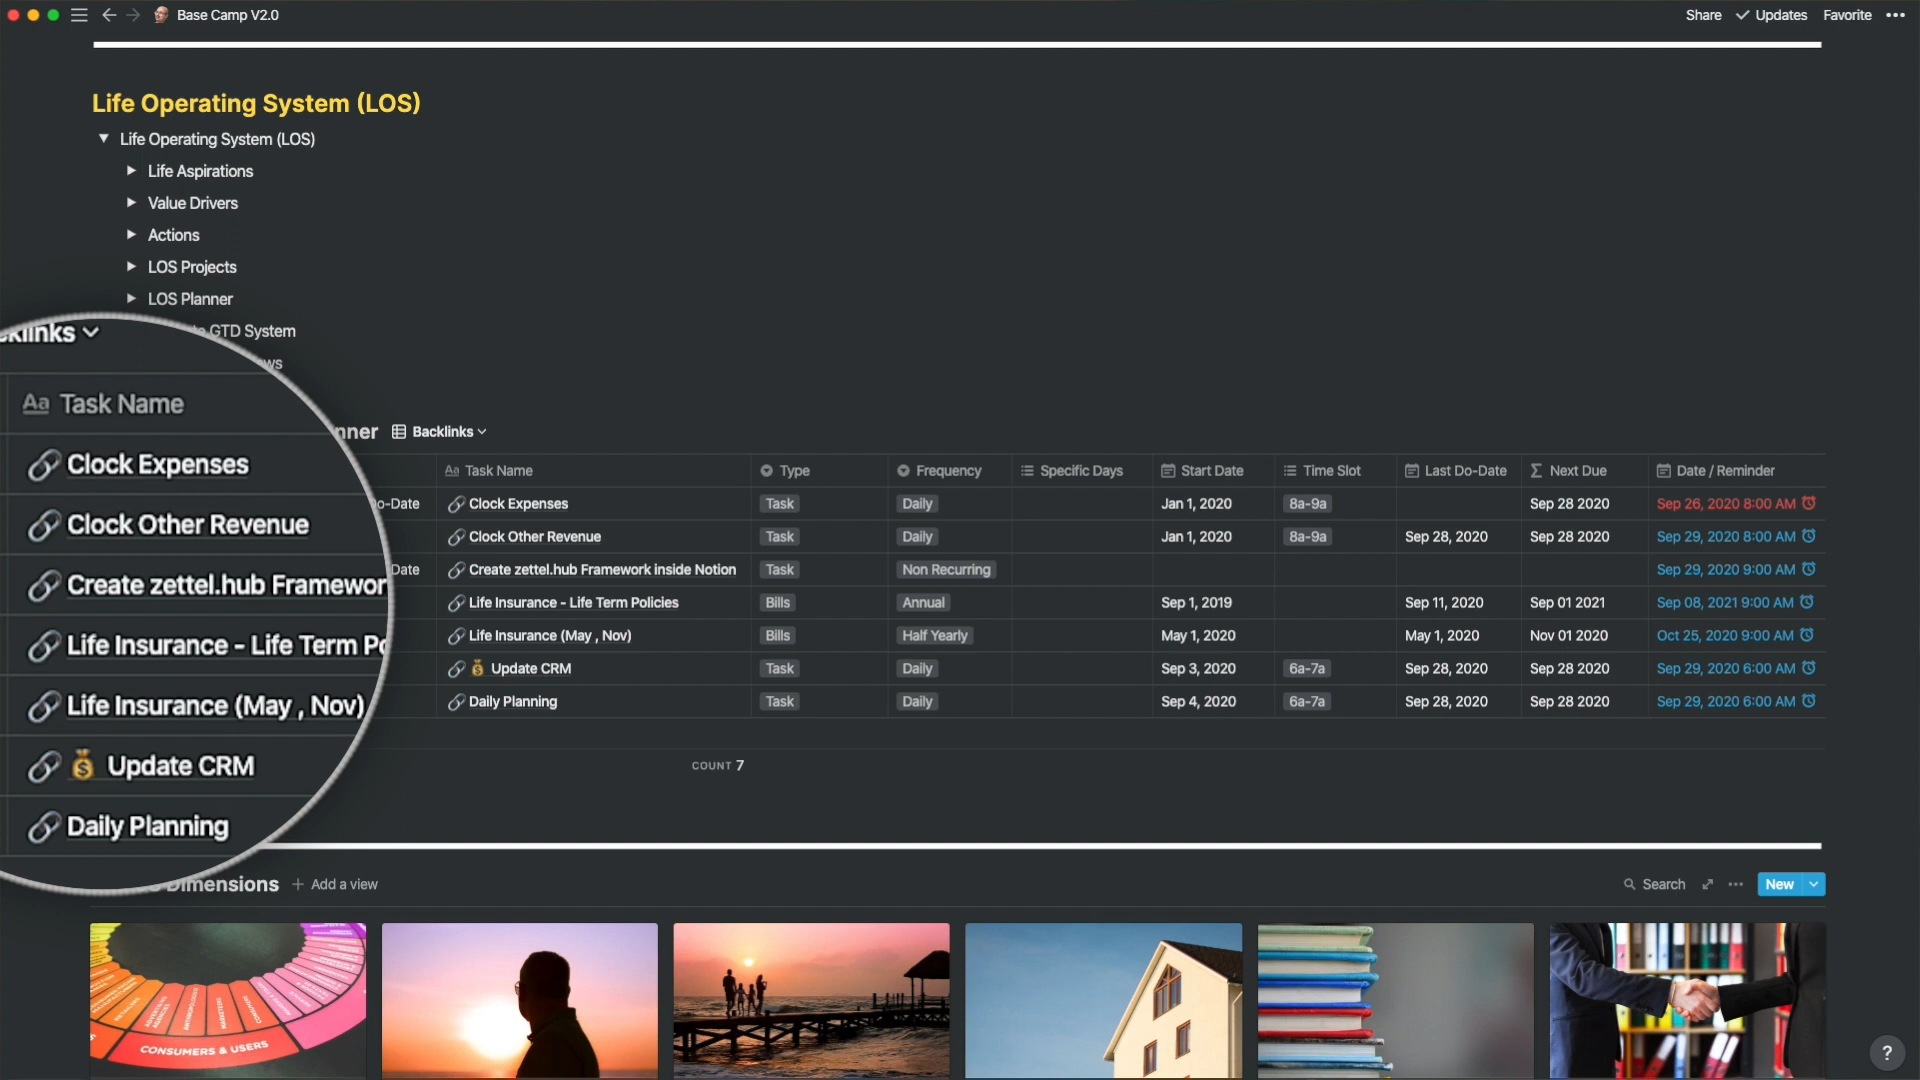 Base Camp V2.0
Share Updates Favorite
Life Operating System (LOS)
Life Operating System (LOS)
Life Aspirations
Value Drivers
Actions
LOS Projects
LOS Planner
GTD System
Backlinks
Task Name Type Frequency Specific Days Start Date Time Slot Last Do-Date Next Due Date / Reminder
Do-Date Clock Expenses Task Daily Jan 1, 2020 8a-9a Sep 28 2020 Sep 26, 2020 8:00 AM
Clock Other Revenue Task Daily Jan 1, 2020 8a-9a Sep 28, 2020 Sep 28 2020 Sep 29, 2020 8:00 AM
Date Create zettel.hub Framework inside Notion Task Non Recurring Sep 29, 2020 9:00 AM
Life Insurance - Life Term Policies Bills Annual Sep 1, 2019 Sep 11, 2020 Sep 01 2021 Sep 08, 2021 9:00 AM
Life Insurance (May , Nov) Bills Half Yearly May 1, 2020 May 1, 2020 Nov 01 2020 Oct 25, 2020 9:00 AM
Update CRM Task Daily Sep 3, 2020 6a-7a Sep 28, 2020 Sep 28 2020 Sep 29, 2020 6:00 AM
Daily Planning Task Daily Sep 4, 2020 6a-7a Sep 28, 2020 Sep 28 2020 Sep 29, 2020 6:00 AM
COUNT 7
Aa Task Name
Clock Expenses
Clock Other Revenue
Create zettel.hub Framewor
Life Insurance - Life Term Po
Life Insurance (May , Nov)
Update CRM
Daily Planning
Dimensions Add a view Search New
CONSUMERS & USERS
?